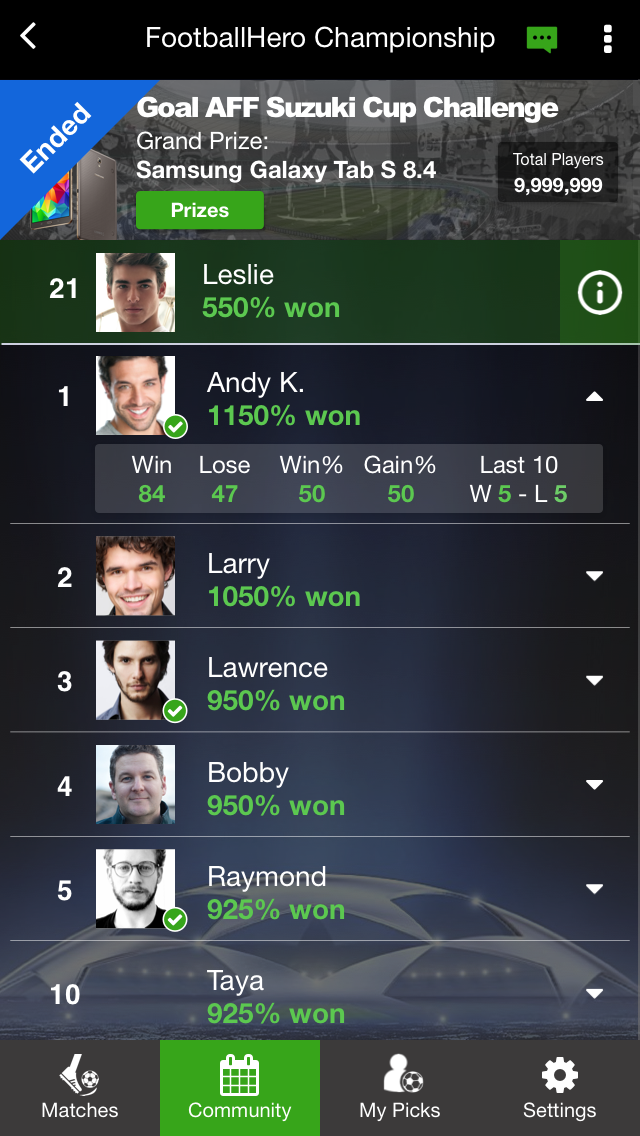 FootballHero Championship
Ended
Goal AFF Suzuki Cup Challenge
Grand Prize:
Samsung Galaxy Tab S 8.4
Prizes
Total Players
9,999,999
21
Leslie
550% won
1
Andy K.
1150% won
Win Lose Win% Gain% Last 10
84 47 50 50 W 5 - L 5
2
Larry
1050% won
3
Lawrence
950% won
4
Bobby
950% won
5
Raymond
925% won
10
Taya
925% won
Matches Community My Picks Settings